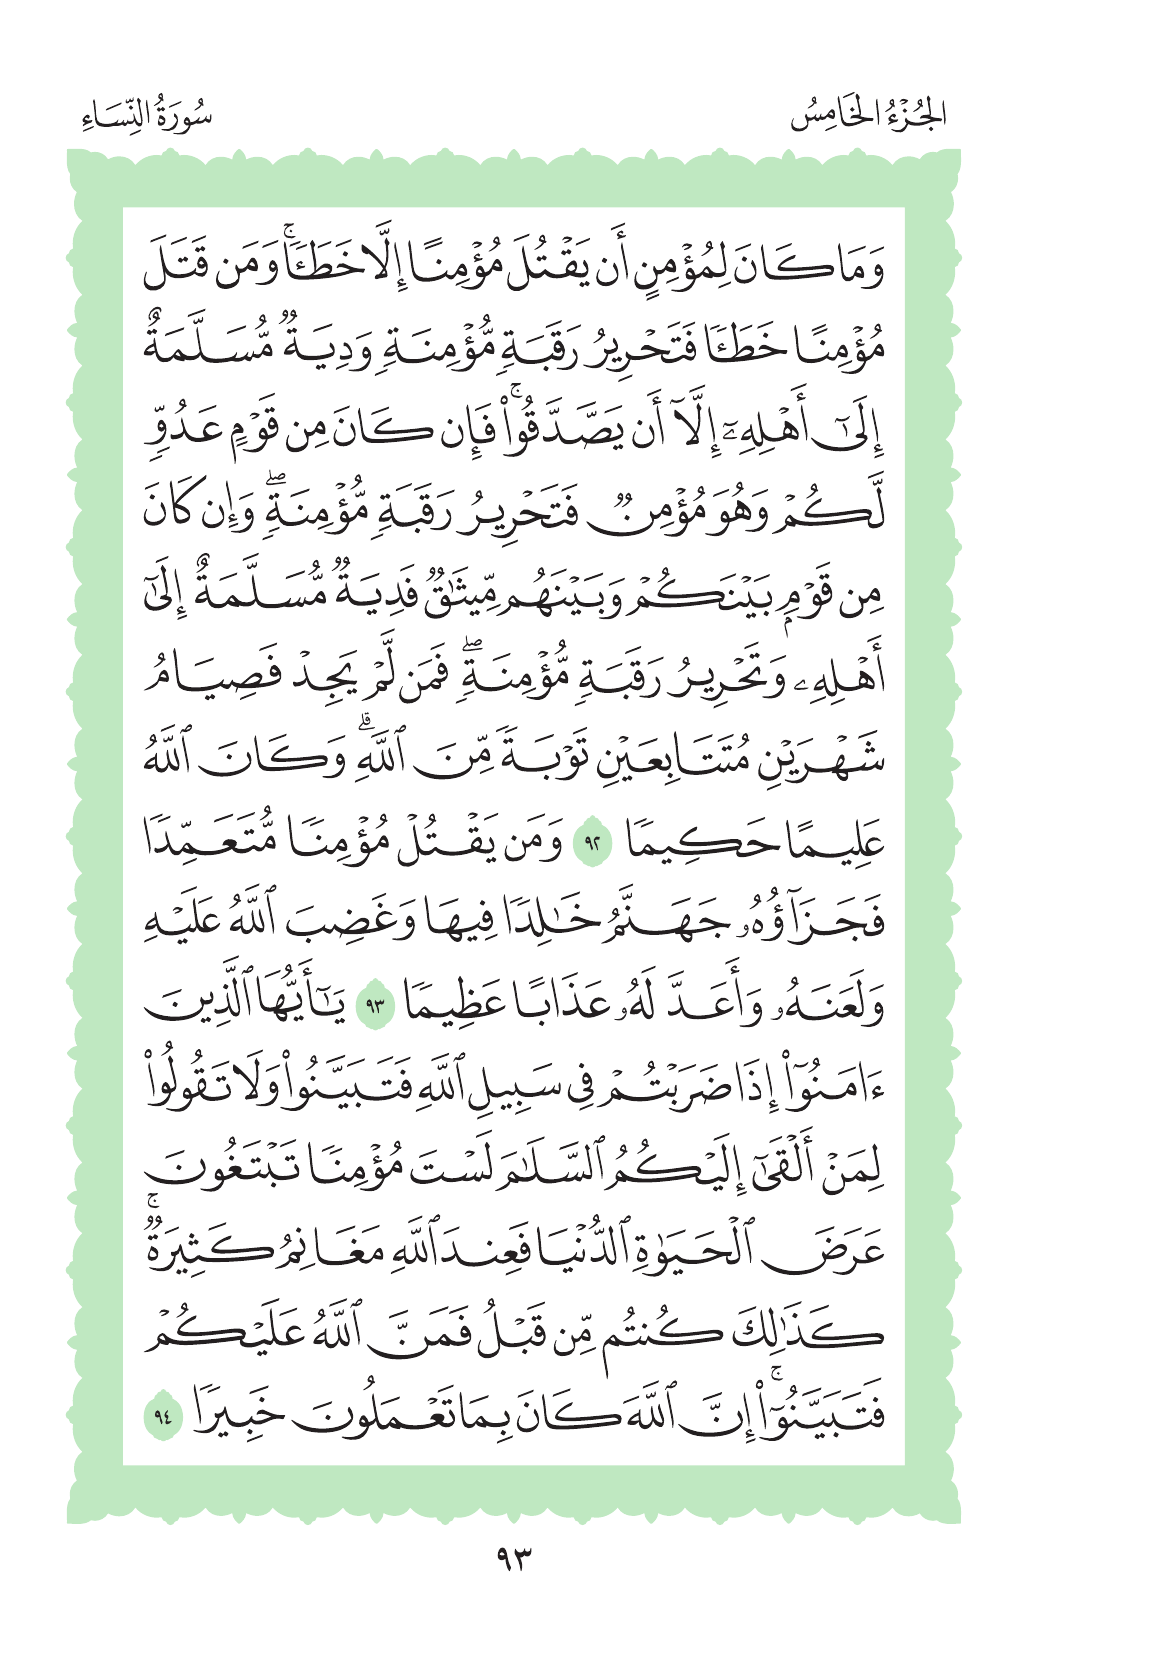 الجُزْءُ الخَامِسُ
سُورَةُ النِّسَاءِ
وَمَا كَانَ لِمُؤْمِنٍ أَن يَقْتُلَ مُؤْمِنًا إِلَّا خَطَـًٔاۚ وَمَن قَتَلَ
مُؤْمِنًا خَطَـًٔا فَتَحْرِيرُ رَقَبَةٍ مُّؤْمِنَةٍ وَدِيَةٌ مُّسَلَّمَةٌ
إِلَىٰٓ أَهْلِهِۦٓ إِلَّآ أَن يَصَّدَّقُوا۟ۚ فَإِن كَانَ مِن قَوْمٍ عَدُوٍّ
لَّكُمْ وَهُوَ مُؤْمِنٌ فَتَحْرِيرُ رَقَبَةٍ مُّؤْمِنَةٍۖ وَإِن كَانَ
مِن قَوْمِۭ بَيْنَكُمْ وَبَيْنَهُم مِّيثَٰقٌ فَدِيَةٌ مُّسَلَّمَةٌ إِلَىٰٓ
أَهْلِهِۦ وَتَحْرِيرُ رَقَبَةٍ مُّؤْمِنَةٍۖ فَمَن لَّمْ يَجِدْ فَصِيَامُ
شَهْرَيْنِ مُتَتَابِعَيْنِ تَوْبَةً مِّنَ ٱللَّهِۗ وَكَانَ ٱللَّهُ
عَلِيمًا حَكِيمًا ٩٢ وَمَن يَقْتُلْ مُؤْمِنًا مُّتَعَمِّدًا
فَجَزَآؤُهُۥ جَهَنَّمُ خَٰلِدًا فِيهَا وَغَضِبَ ٱللَّهُ عَلَيْهِ
وَلَعَنَهُۥ وَأَعَدَّ لَهُۥ عَذَابًا عَظِيمًا ٩٣ يَٰٓأَيُّهَا ٱلَّذِينَ
ءَامَنُوٓا۟ إِذَا ضَرَبْتُمْ فِى سَبِيلِ ٱللَّهِ فَتَبَيَّنُوا۟ وَلَا تَقُولُوا۟
لِمَنْ أَلْقَىٰٓ إِلَيْكُمُ ٱلسَّلَٰمَ لَسْتَ مُؤْمِنًا تَبْتَغُونَ
عَرَضَ ٱلْحَيَوٰةِ ٱلدُّنْيَا فَعِندَ ٱللَّهِ مَغَانِمُ كَثِيرَةٌۚ
كَذَٰلِكَ كُنتُم مِّن قَبْلُ فَمَنَّ ٱللَّهُ عَلَيْكُمْ
فَتَبَيَّنُوٓا۟ۚ إِنَّ ٱللَّهَ كَانَ بِمَا تَعْمَلُونَ خَبِيرًا ٩٤
٩٣